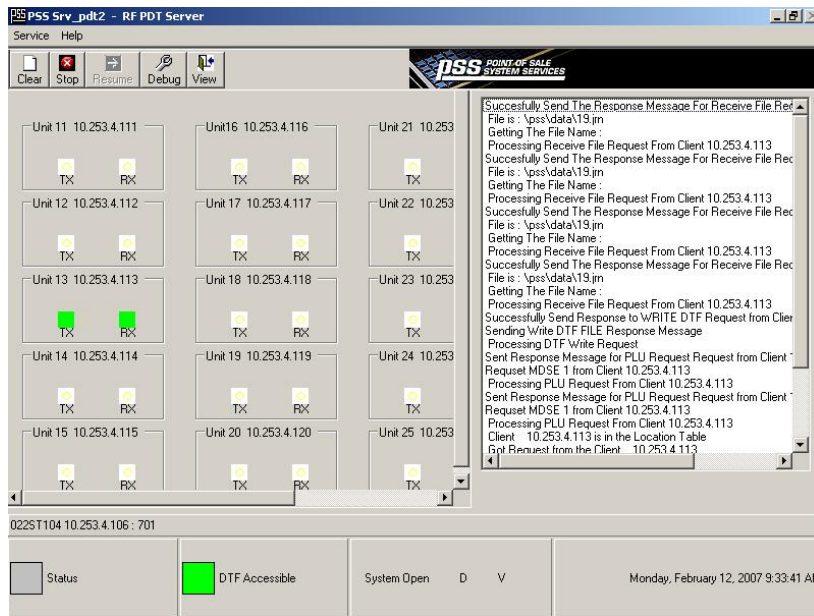 PSS Srv_pdt2 - RF PDT Server
Service Help
Clear Stop Resume Debug View
PSS POINT OF SALE
SYSTEM SERVICES
Unit 11 10.253.4.111
TX RX
Unit16 10.253.4.116
TX RX
Unit 21 10.253
TX
Unit 12 10.253.4.112
TX RX
Unit 17 10.253.4.117
TX RX
Unit 22 10.253
TX
Unit 13 10.253.4.113
TX RX
Unit 18 10.253.4.118
TX RX
Unit 23 10.253
TX
Unit 14 10.253.4.114
TX RX
Unit 19 10.253.4.119
TX RX
Unit 24 10.253
TX
Unit 15 10.253.4.115
TX RX
Unit 20 10.253.4.120
TX RX
Unit 25 10.253
TX
Succesfully Send The Response Message For Receive File Rec
File is : \pss\data\19.jrn
Getting The File Name :
Processing Receive File Request From Client 10.253.4.113
Succesfully Send The Response Message For Receive File Rec
File is : \pss\data\19.jrn
Getting The File Name :
Processing Receive File Request From Client 10.253.4.113
Succesfully Send The Response Message For Receive File Rec
File is : \pss\data\19.jrn
Getting The File Name :
Processing Receive File Request From Client 10.253.4.113
Succesfully Send The Response Message For Receive File Rec
File is : \pss\data\19.jrn
Getting The File Name :
Processing Receive File Request From Client 10.253.4.113
Successfully Send Response to WRITE DTF Request from Clier
Sending Write DTF FILE Response Message
Processing DTF Write Request
Sent Response Message for PLU Request Request from Client
Requset MDSE 1 from Client 10.253.4.113
Processing PLU Request From Client 10.253.4.113
Sent Response Message for PLU Request Request from Client
Requset MDSE 1 from Client 10.253.4.113
Processing PLU Request From Client 10.253.4.113
Client 10.253.4.113 is in the Location Table
Got Request from the Client 10.253.4.113
022ST104 10.253.4.106 : 701
Status
DTF Accessible
System Open D V
Monday, February 12, 2007 9:33:41 AM